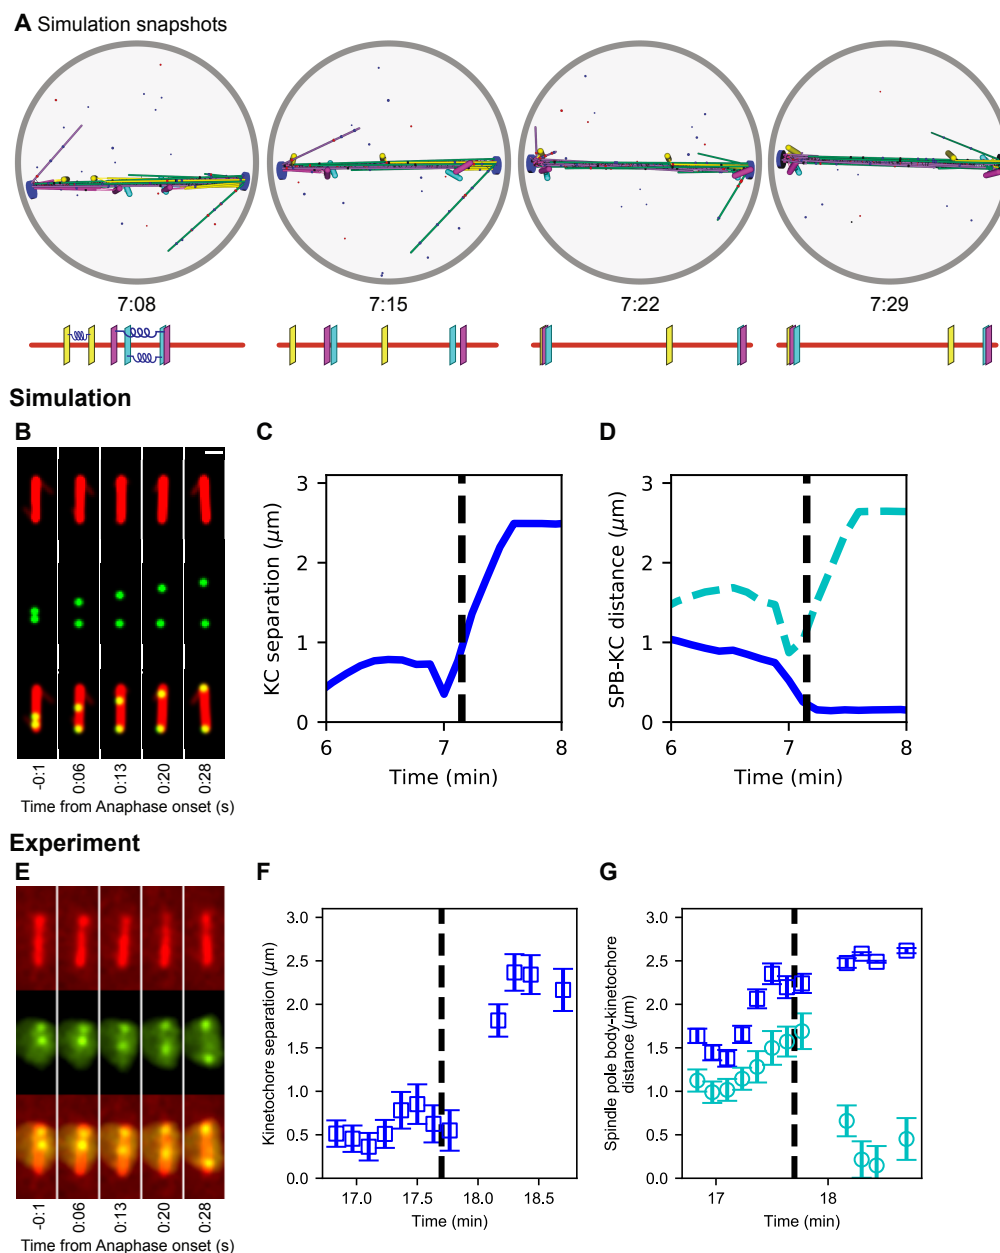 A Simulation snapshots
7:08
7:15
7:22
7:29
Simulation
B
-0:1
0:06
0:13
0:20
0:28
Time from Anaphase onset (s)
C
KC separation (μm)
3
2
1
0
6
7
8
Time (min)
D
SPB-KC distance (μm)
3
2
1
0
6
7
8
Time (min)
Experiment
E
-0:1
0:06
0:13
0:20
0:28
Time from Anaphase onset (s)
F
Kinetochore separation (μm)
3.0
2.5
2.0
1.5
1.0
0.5
0.0
17.0
17.5
18.0
18.5
Time (min)
G
Spindle pole body-kinetochore
distance (μm)
3.0
2.5
2.0
1.5
1.0
0.5
0.0
17
18
Time (min)